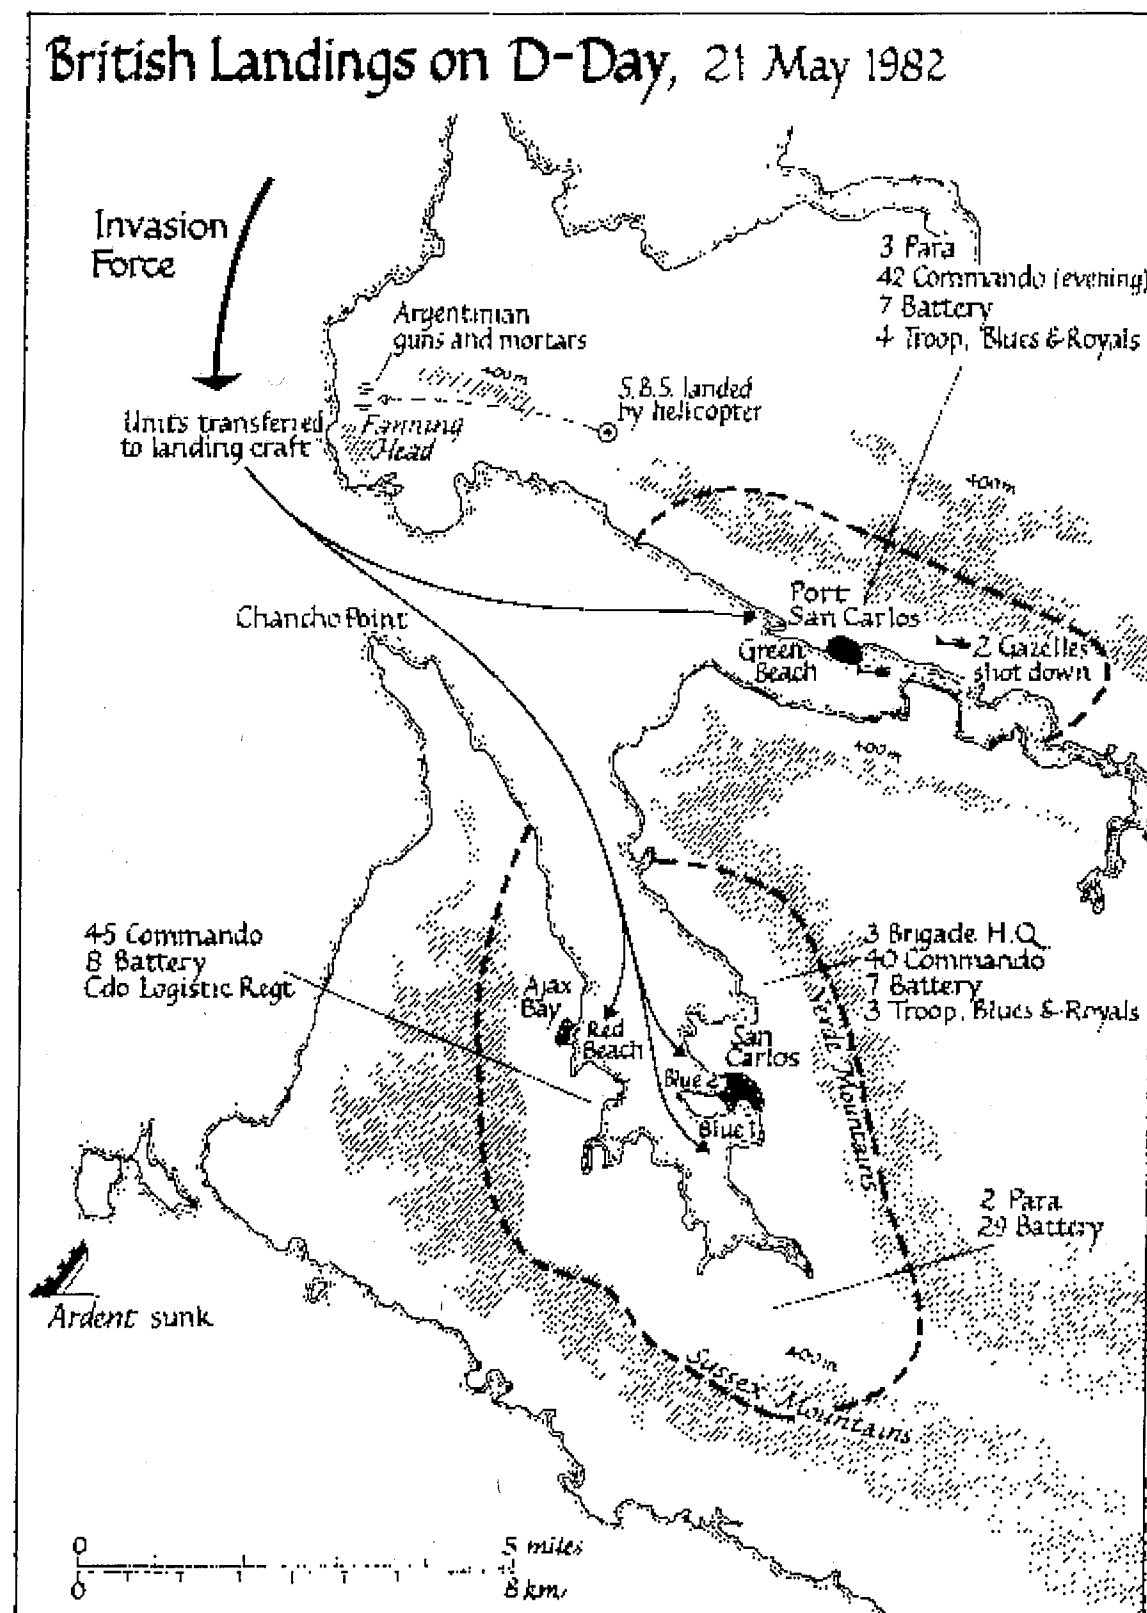 British Landings on D-Day, 21 May 1982
Invasion
Force
3 Para
42 Commando (evening)
7 Battery
4 Troop, Blues & Royals
Argentinian
guns and mortars
400m
S.B.S. landed
by helicopter
Units transferred
to landing craft
Fanning
Head
400m
Port
San Carlos
Chancho Point
Green
Beach
2 Gazelles
shot down
400m
45 Commando
8 Battery
Cdo Logistic Regt
3 Brigade H.Q.
40 Commando
7 Battery
3 Troop, Blues & Royals
Ajax
Bay
Red
Beach
San
Carlos
Verde Mountains
Blue 2
Blue 1
2 Para
29 Battery
Ardent sunk
400m
Sussex Mountains
0
5 miles
0
8 km